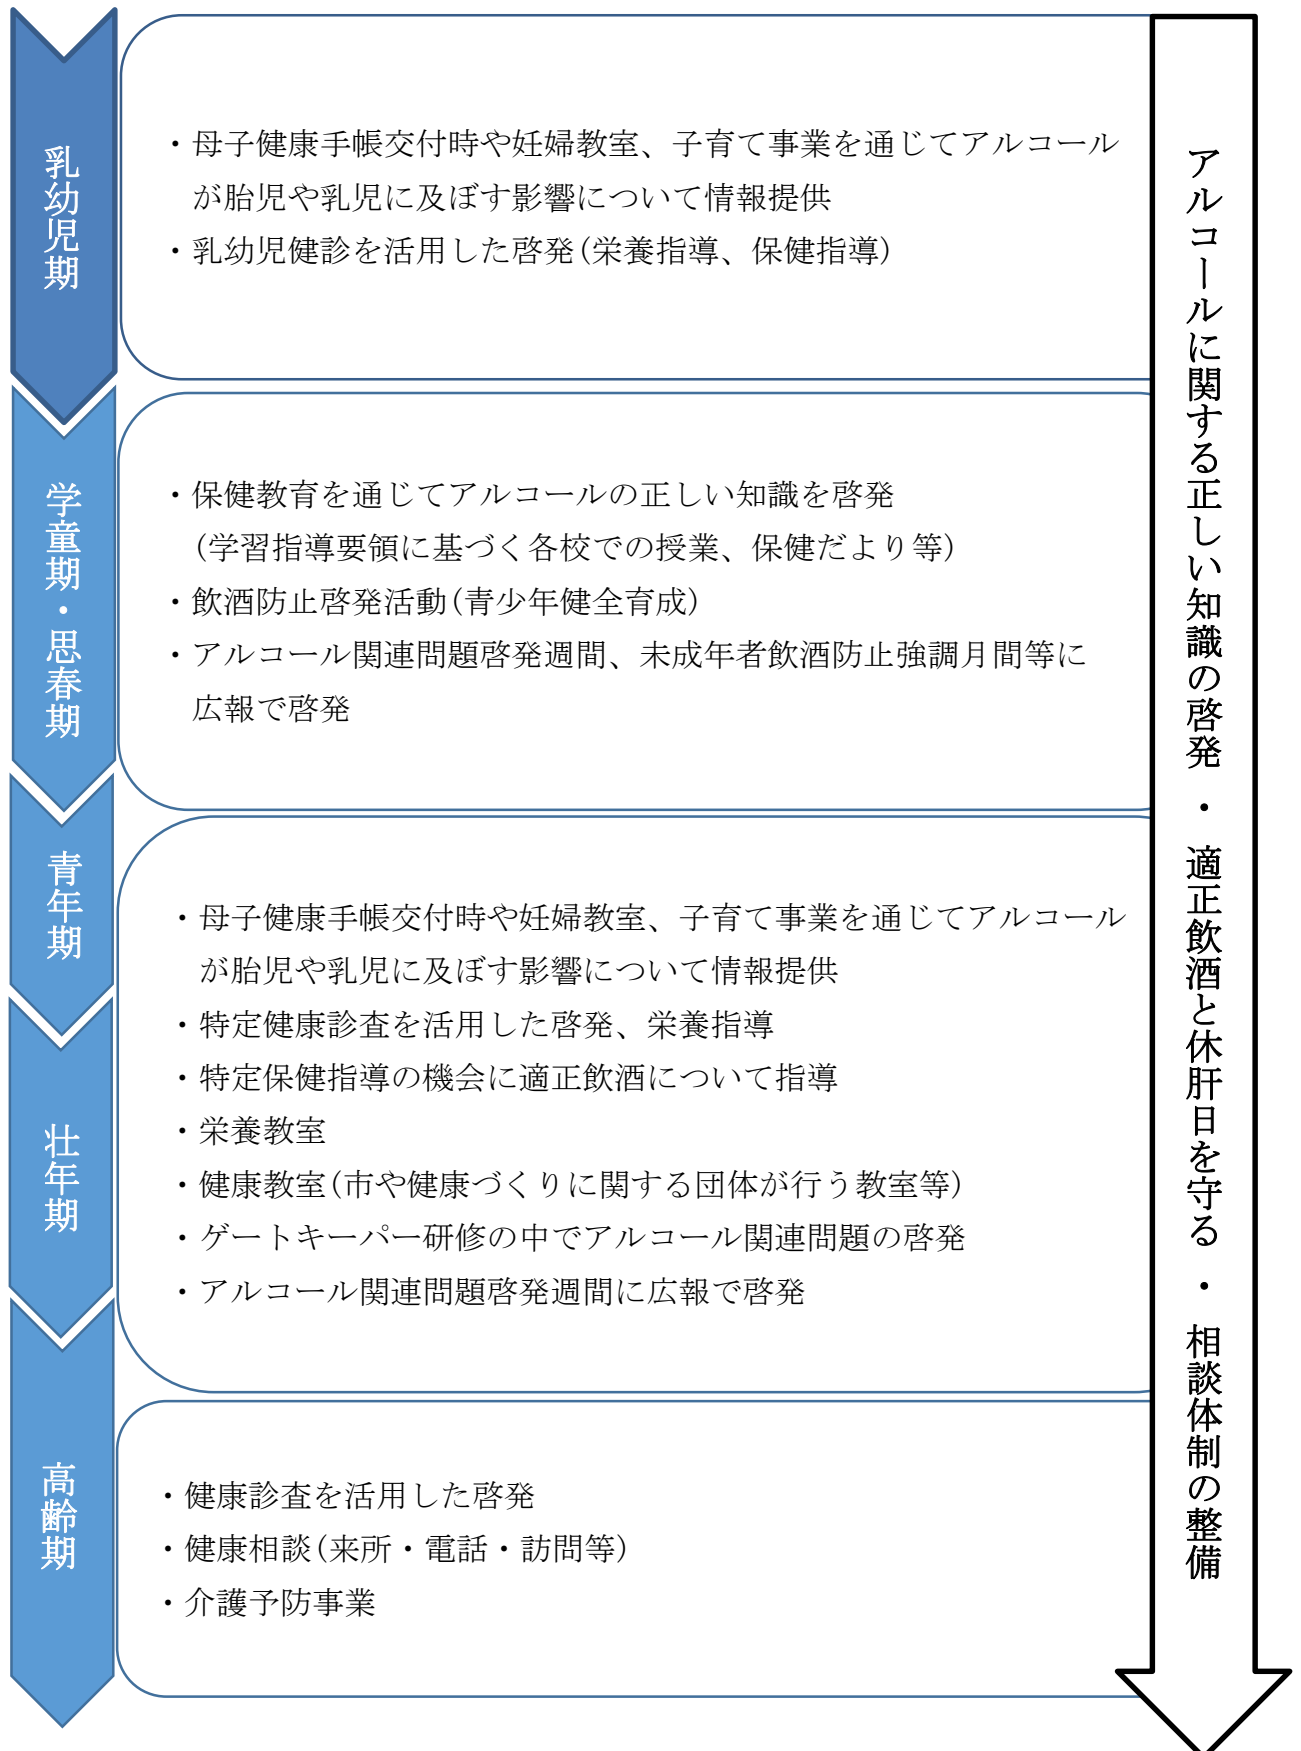 乳幼児期
・母子健康手帳交付時や妊婦教室、子育て事業を通じてアルコール
が胎児や乳児に及ぼす影響について情報提供
・乳幼児健診を活用した啓発(栄養指導、保健指導)
学童期・思春期
・保健教育を通じてアルコールの正しい知識を啓発
(学習指導要領に基づく各校での授業、保健だより等)
・飲酒防止啓発活動(青少年健全育成)
・アルコール関連問題啓発週間、未成年者飲酒防止強調月間等に
広報で啓発
青年期
壮年期
・母子健康手帳交付時や妊婦教室、子育て事業を通じてアルコール
が胎児や乳児に及ぼす影響について情報提供
・特定健康診査を活用した啓発、栄養指導
・特定保健指導の機会に適正飲酒について指導
・栄養教室
・健康教室(市や健康づくりに関する団体が行う教室等)
・ゲートキーパー研修の中でアルコール関連問題の啓発
・アルコール関連問題啓発週間に広報で啓発
高齢期
・健康診査を活用した啓発
・健康相談(来所・電話・訪問等)
・介護予防事業
アルコールに関する正しい知識の啓発 ・ 適正飲酒と休肝日を守る ・ 相談体制の整備